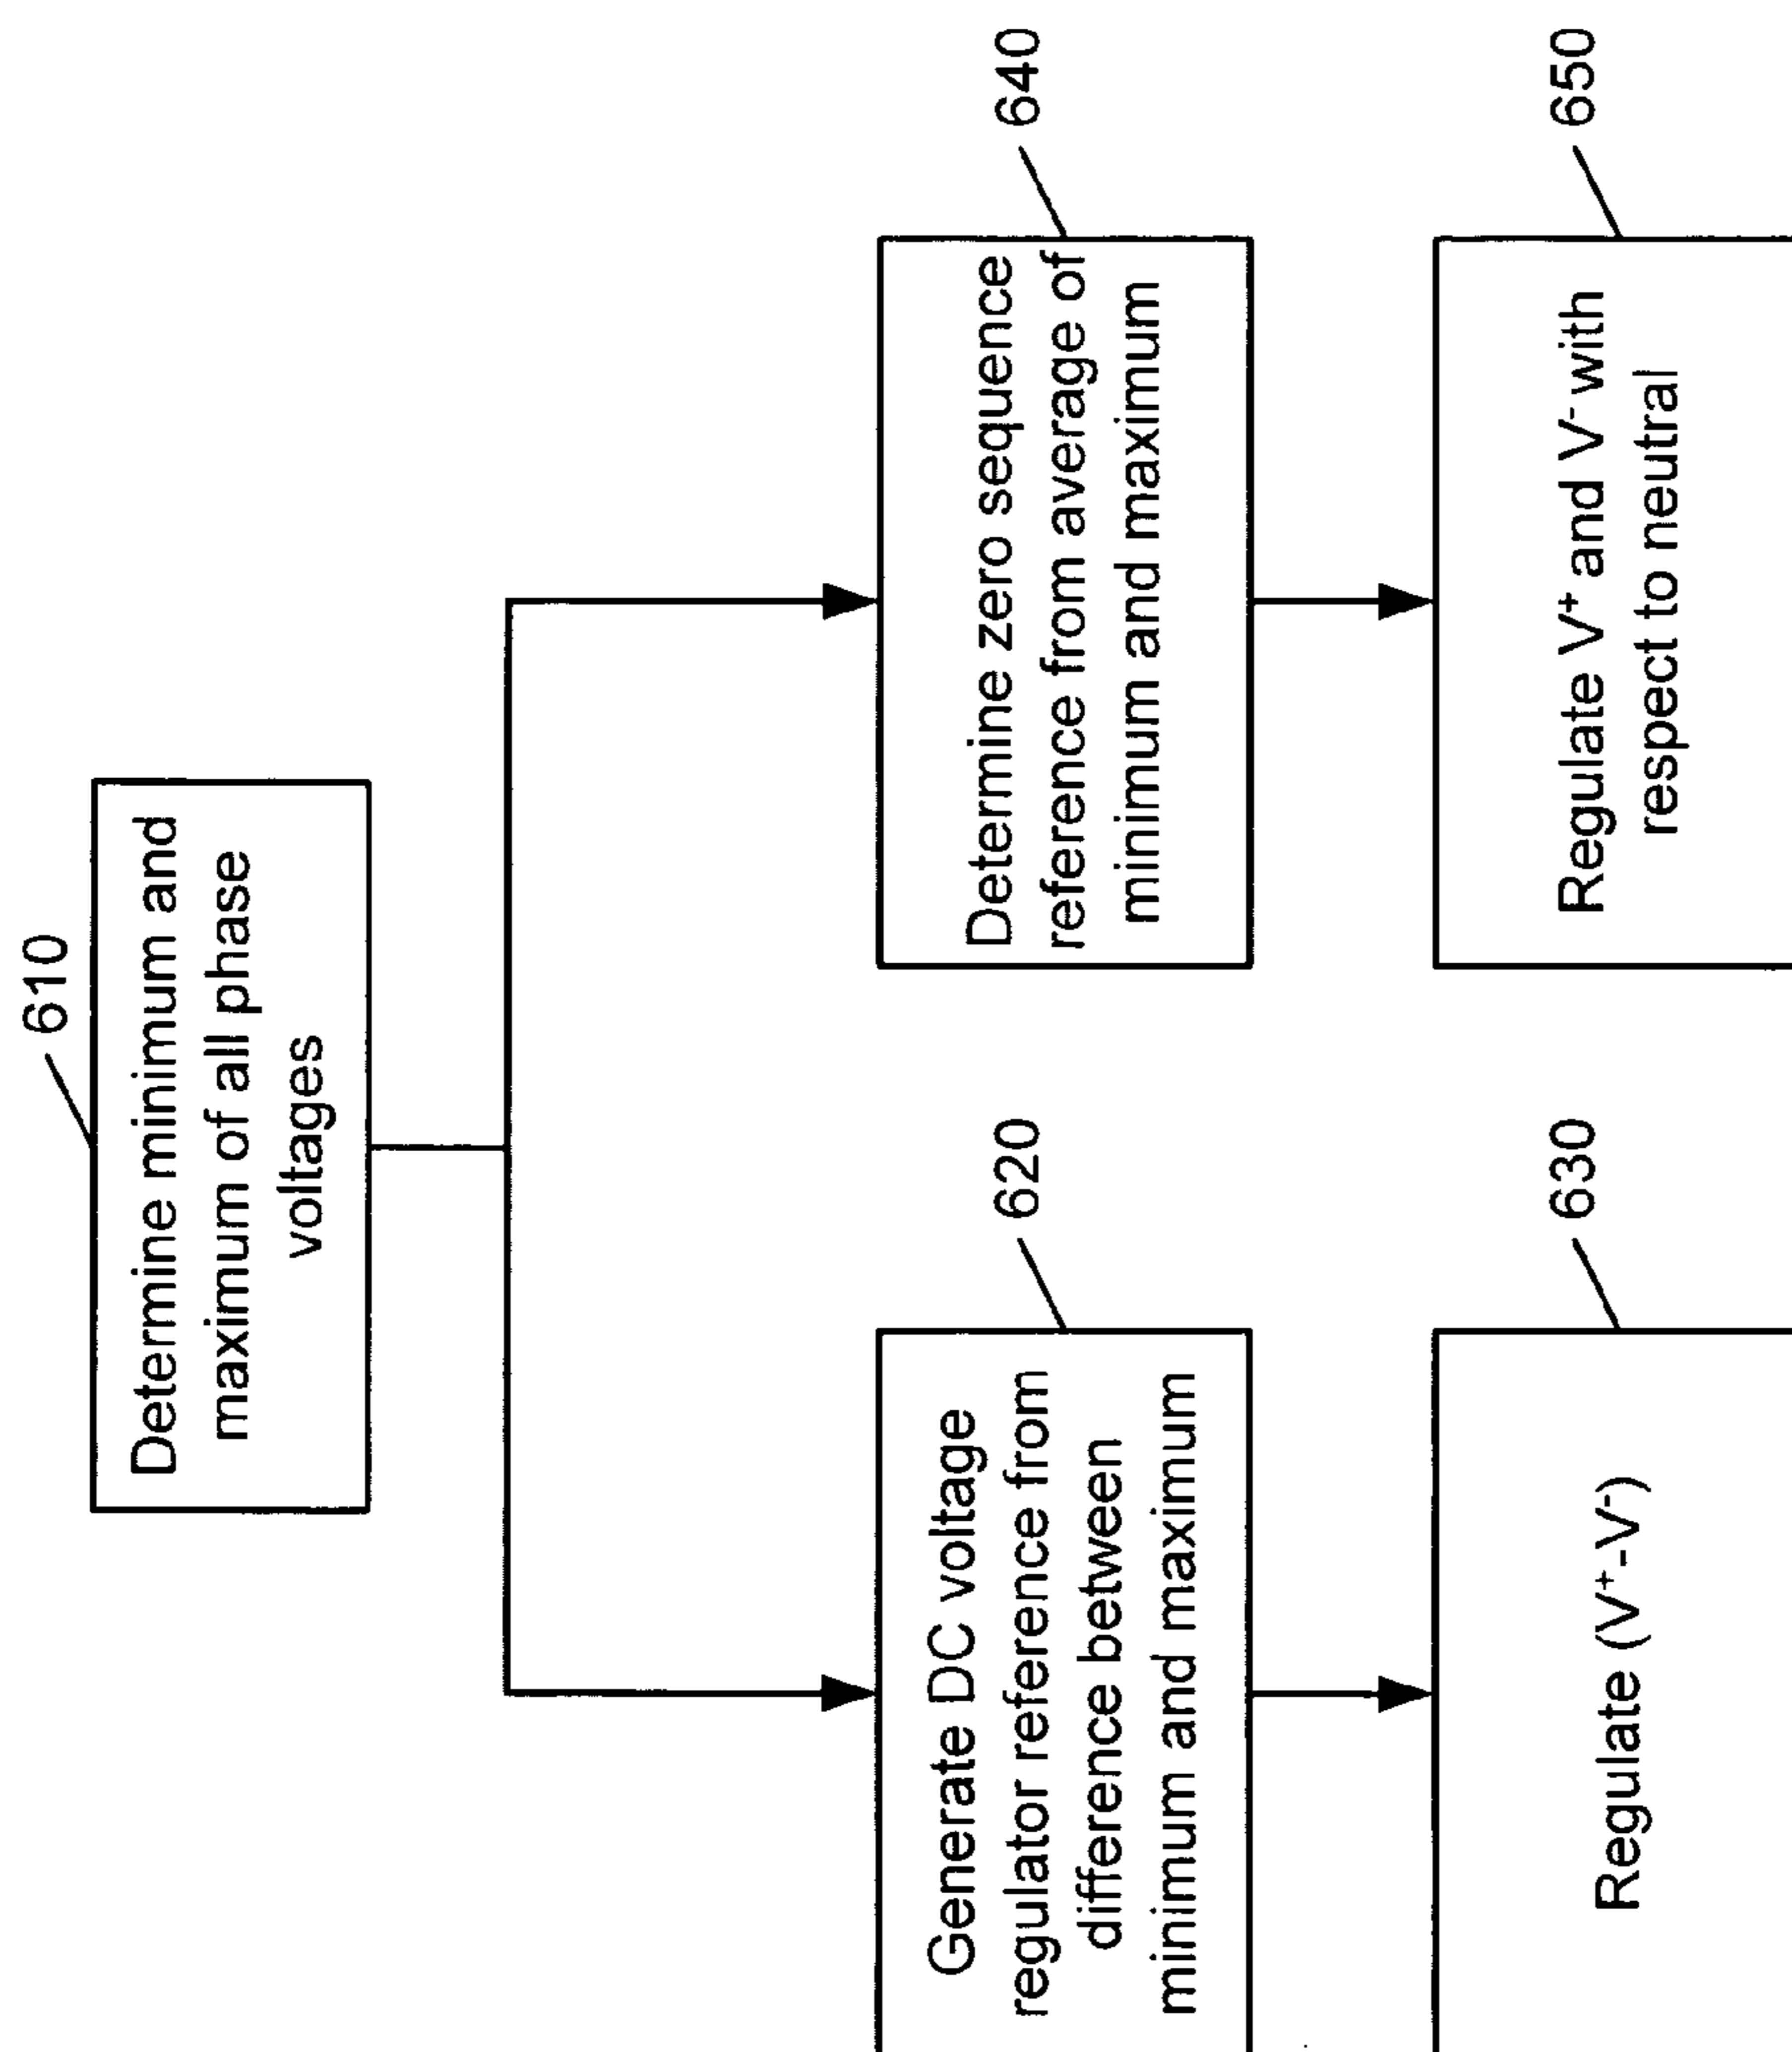 610
Determine minimum and
maximum of all phase
voltages
620
Generate DC voltage
regulator reference from
difference between
minimum and maximum
630
Regulate (V⁺-V⁻)
640
Determine zero sequence
reference from average of
minimum and maximum
650
Regulate V⁺ and V⁻ with
respect to neutral